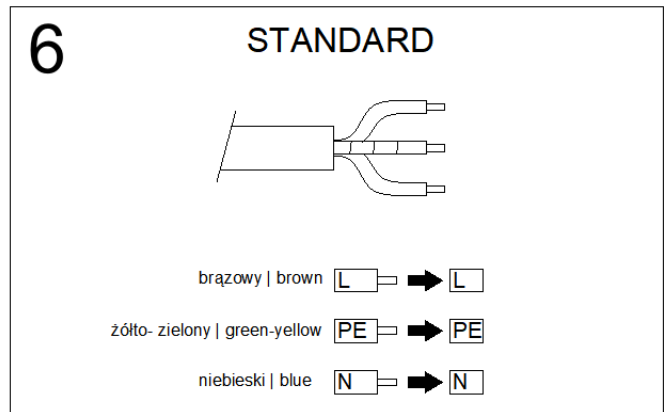 6
STANDARD
brązowy | brown L L
żółto- zielony | green-yellow PE PE
niebieski | blue N N